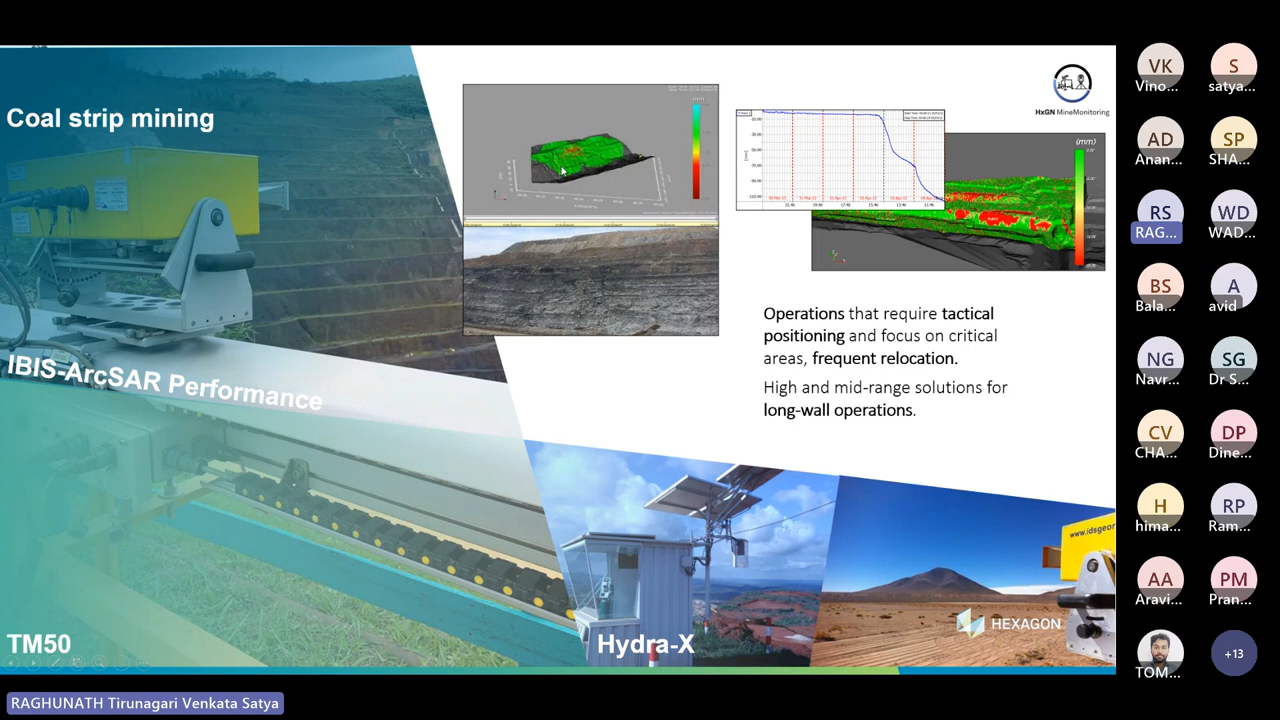 Coal strip mining
IBIS-ArcSAR Performance
TM50
Hydra-X
HxGN MineMonitoring
(mm)
Operations that require tactical
positioning and focus on critical
areas, frequent relocation.
High and mid-range solutions for
long-wall operations.
www.idsgeor
HEXAGON
RAGHUNATH Tirunagari Venkata Satya
VK
Vino...
S
satya...
AD
Anan...
SP
SHA...
RS
RAG...
WD
WAD...
BS
Bala...
A
avid
NG
Navr...
SG
Dr S...
CV
CHA...
DP
Dine...
H
hima...
RP
Ram...
AA
Aravi...
PM
Pran...
TOM...
+13